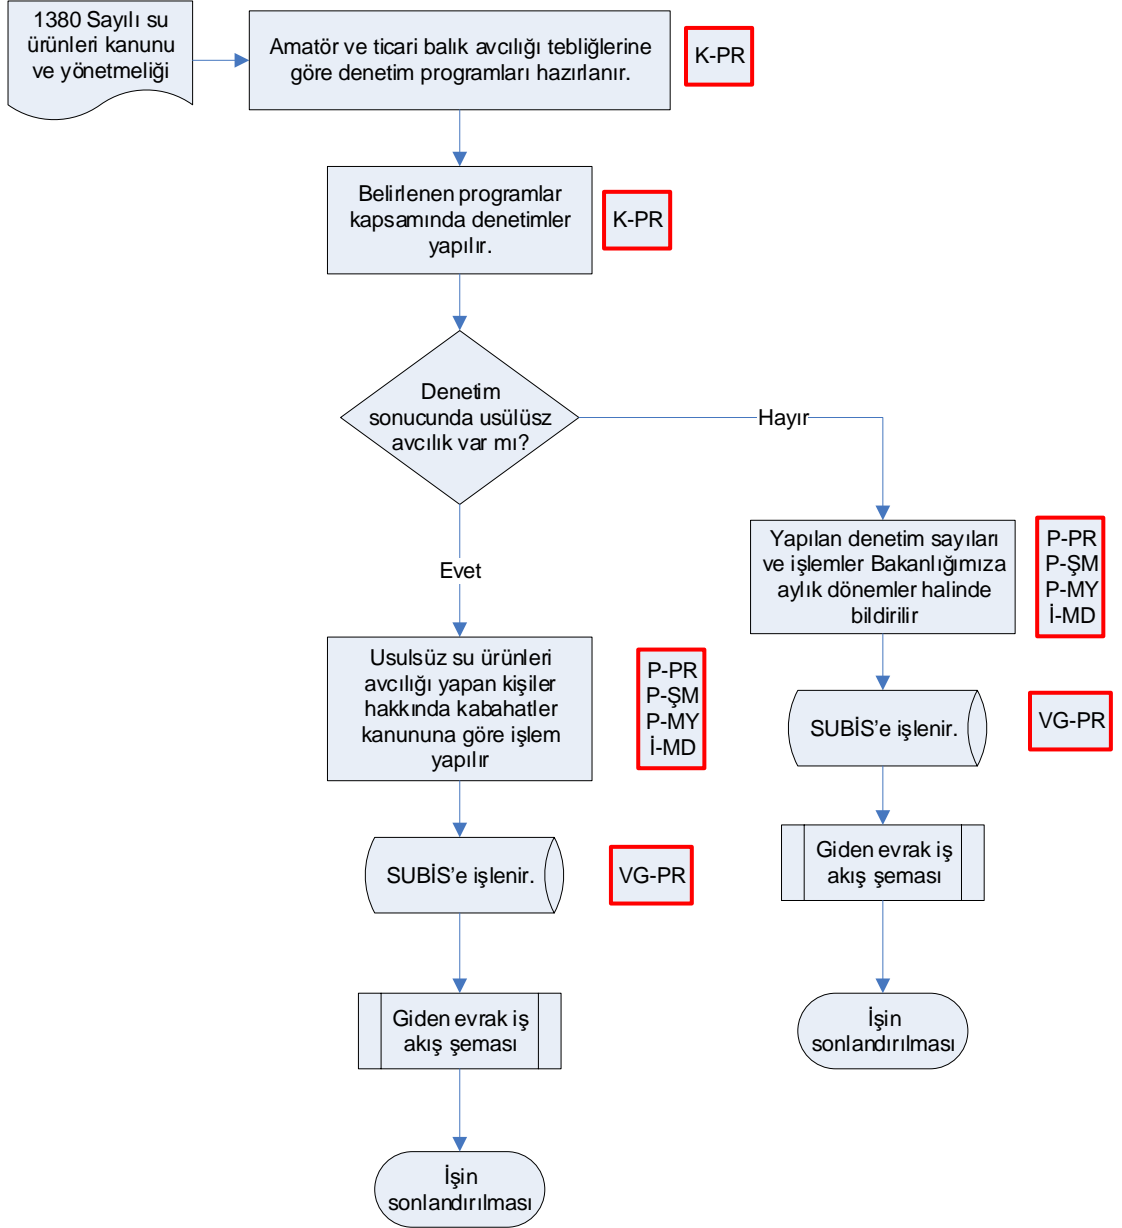 1380 Sayılı su
ürünleri kanunu
ve yönetmeliği
Amatör ve ticari balık avcılığı tebliğlerine
göre denetim programları hazırlanır.
K-PR
Belirlenen programlar
kapsamında denetimler
yapılır.
K-PR
Denetim
sonucunda usülüsz
avcılık var mı?
Hayır
Evet
Yapılan denetim sayıları
ve işlemler Bakanlığımıza
aylık dönemler halinde
bildirilir
P-PR
P-ŞM
P-MY
İ-MD
Usulsüz su ürünleri
avcılığı yapan kişiler
hakkında kabahatler
kanununa göre işlem
yapılır
P-PR
P-ŞM
P-MY
İ-MD
SUBİS’e işlenir.
VG-PR
SUBİS’e işlenir.
VG-PR
Giden evrak iş
akış şeması
Giden evrak iş
akış şeması
İşin
sonlandırılması
İşin
sonlandırılması